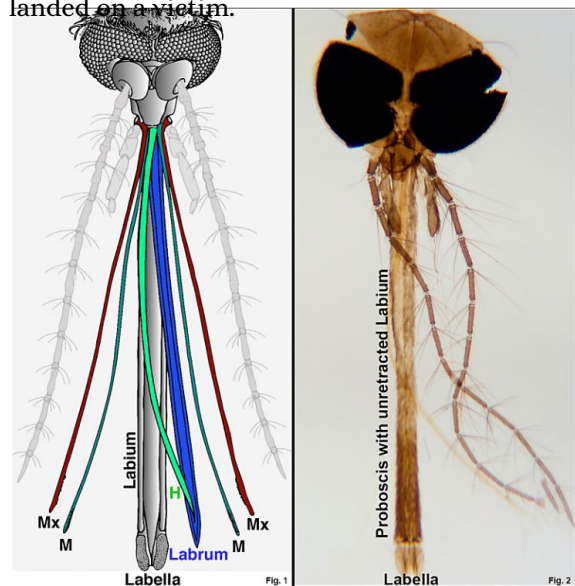 landed on a victim.
Labium
H
Mx
M
Labrum
M
Mx
Labella
Fig. 1
Proboscis with unretracted Labium
Labella
Fig. 2